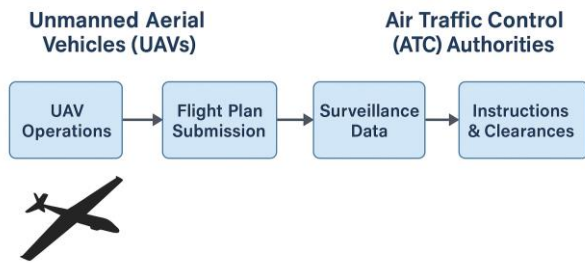 Unmanned Aerial
Vehicles (UAVs)
Air Traffic Control
(ATC) Authorities
UAV
Operations
Flight Plan
Submission
Surveillance
Data
Instructions
& Clearances